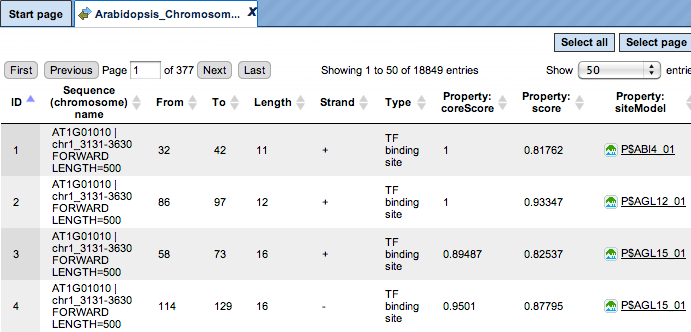 Start page Arabidopsis_Chromosom... X
Select all Select page
First Previous Page 1 of 377 Next Last Showing 1 to 50 of 18849 entries Show 50 entrie
ID Sequence (chromosome) name From To Length Strand Type Property: coreScore Property: score Property: siteModel
1 AT1G01010 | chr1_3131-3630 FORWARD LENGTH=500 32 42 11 + TF binding site 1 0.81762 P$ABI4_01
2 AT1G01010 | chr1_3131-3630 FORWARD LENGTH=500 86 97 12 + TF binding site 1 0.93347 P$AGL12_01
3 AT1G01010 | chr1_3131-3630 FORWARD LENGTH=500 58 73 16 + TF binding site 0.89487 0.82537 P$AGL15_01
4 AT1G01010 | chr1_3131-3630 FORWARD LENGTH=500 114 129 16 - TF binding site 0.9501 0.87795 P$AGL15_01